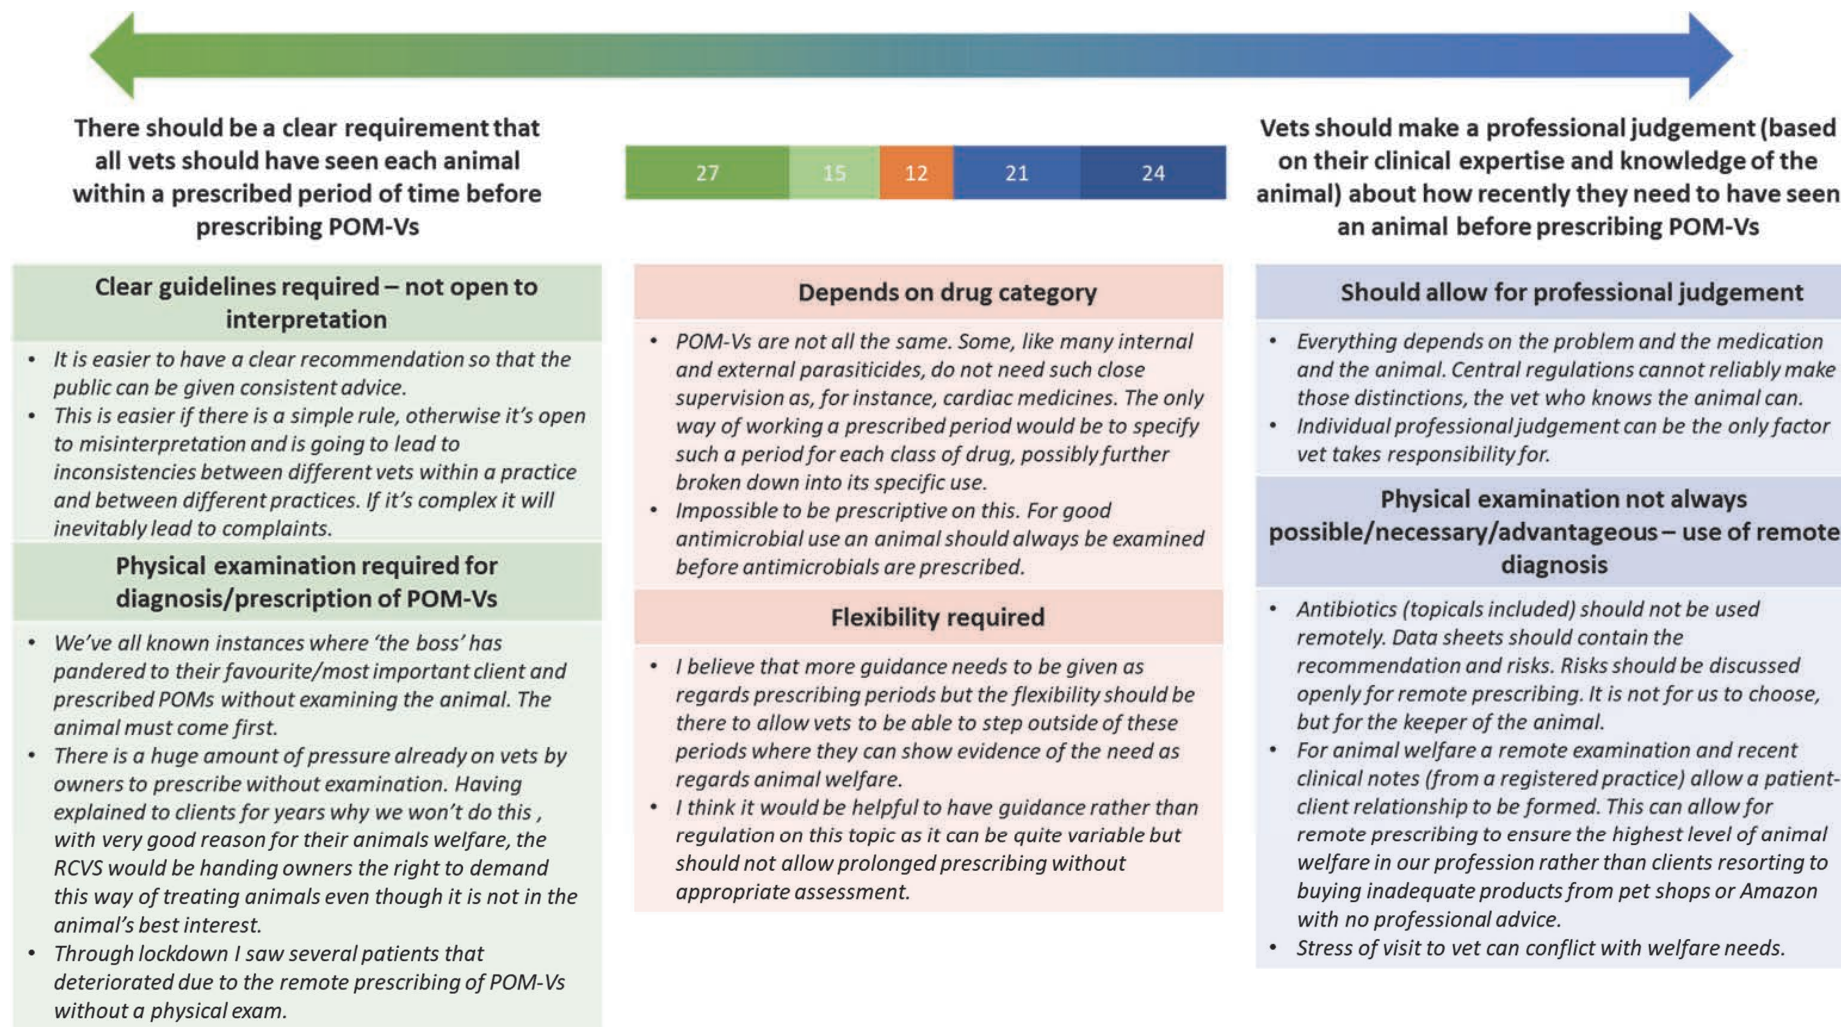 There should be a clear requirement that
all vets should have seen each animal
within a prescribed period of time before
prescribing POM-Vs
27 15 12 21 24
Vets should make a professional judgement (based
on their clinical expertise and knowledge of the
animal) about how recently they need to have seen
an animal before prescribing POM-Vs
Clear guidelines required – not open to
interpretation
• It is easier to have a clear recommendation so that the
public can be given consistent advice.
• This is easier if there is a simple rule, otherwise it's open
to misinterpretation and is going to lead to
inconsistencies between different vets within a practice
and between different practices. If it's complex it will
inevitably lead to complaints.
Physical examination required for
diagnosis/prescription of POM-Vs
• We've all known instances where 'the boss' has
pandered to their favourite/most important client and
prescribed POMs without examining the animal. The
animal must come first.
• There is a huge amount of pressure already on vets by
owners to prescribe without examination. Having
explained to clients for years why we won't do this ,
with very good reason for their animals welfare, the
RCVS would be handing owners the right to demand
this way of treating animals even though it is not in the
animal's best interest.
• Through lockdown I saw several patients that
deteriorated due to the remote prescribing of POM-Vs
without a physical exam.
Depends on drug category
• POM-Vs are not all the same. Some, like many internal
and external parasiticides, do not need such close
supervision as, for instance, cardiac medicines. The only
way of working a prescribed period would be to specify
such a period for each class of drug, possibly further
broken down into its specific use.
• Impossible to be prescriptive on this. For good
antimicrobial use an animal should always be examined
before antimicrobials are prescribed.
Flexibility required
• I believe that more guidance needs to be given as
regards prescribing periods but the flexibility should be
there to allow vets to be able to step outside of these
periods where they can show evidence of the need as
regards animal welfare.
• I think it would be helpful to have guidance rather than
regulation on this topic as it can be quite variable but
should not allow prolonged prescribing without
appropriate assessment.
Should allow for professional judgement
• Everything depends on the problem and the medication
and the animal. Central regulations cannot reliably make
those distinctions, the vet who knows the animal can.
• Individual professional judgement can be the only factor
vet takes responsibility for.
Physical examination not always
possible/necessary/advantageous – use of remote
diagnosis
• Antibiotics (topicals included) should not be used
remotely. Data sheets should contain the
recommendation and risks. Risks should be discussed
openly for remote prescribing. It is not for us to choose,
but for the keeper of the animal.
• For animal welfare a remote examination and recent
clinical notes (from a registered practice) allow a patient-
client relationship to be formed. This can allow for
remote prescribing to ensure the highest level of animal
welfare in our profession rather than clients resorting to
buying inadequate products from pet shops or Amazon
with no professional advice.
• Stress of visit to vet can conflict with welfare needs.